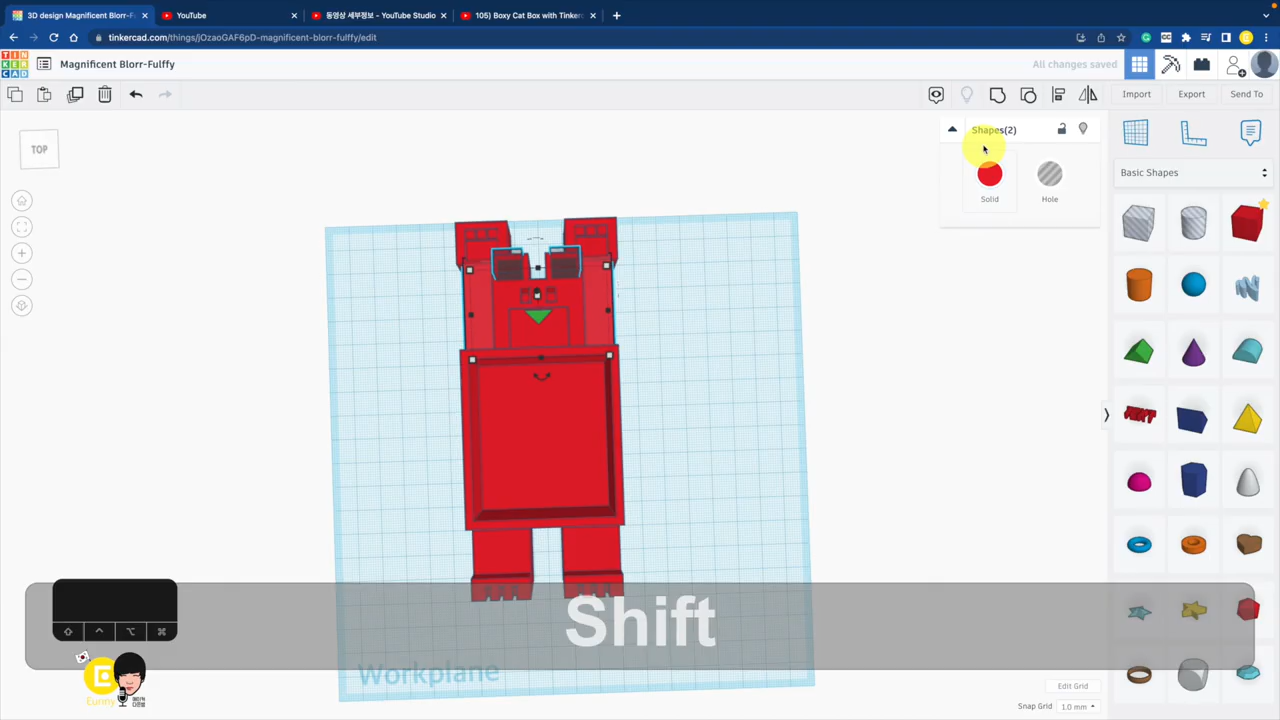 3D design Magnificent Blorr-Ful
YouTube
동영상 세부정보 - YouTube Studio
105) Boxy Cat Box with Tinker
tinkercad.com/things/jOzaoGAF6pD-magnificent-blorr-fulffy/edit
E
TIN
KER
CAD
Magnificent Blorr-Fulffy
All changes saved
Import
Export
Send To
TOP
Shapes(2)
Solid
Hole
Basic Shapes
TEXT
Shift
Workplane
E
Eunny
Edit Grid
Snap Grid
1.0 mm